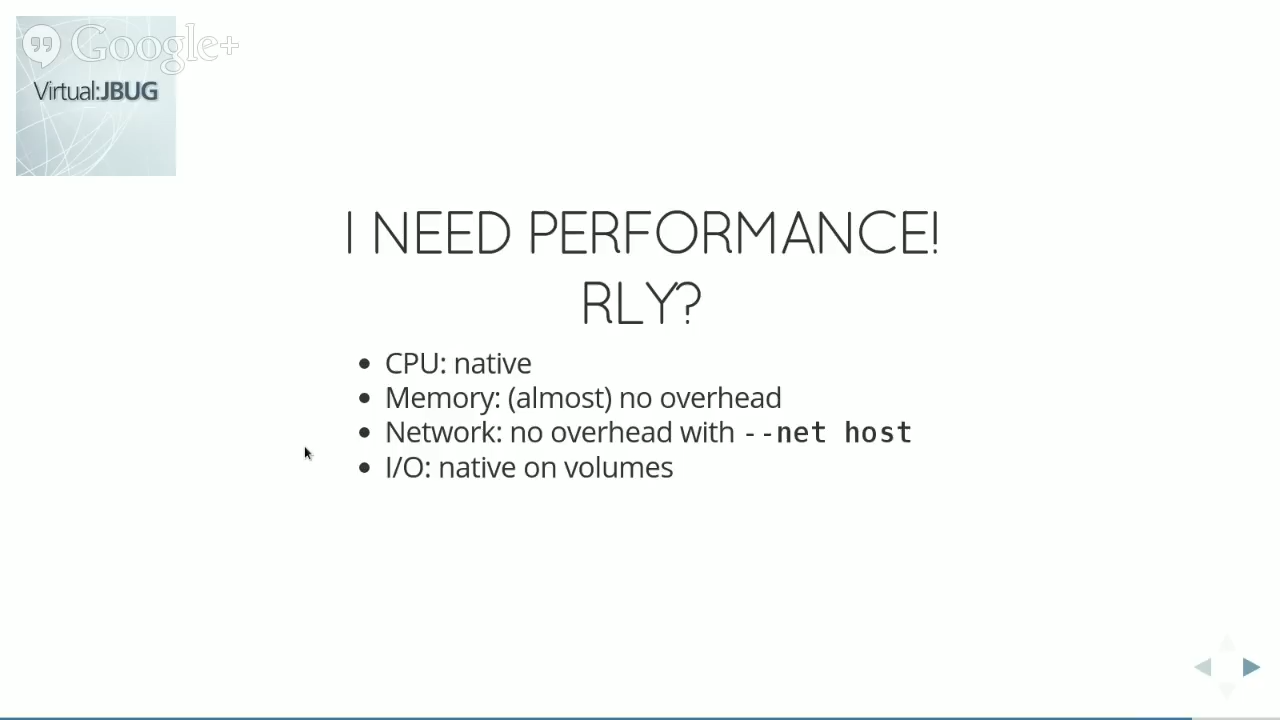 Google+
Virtual:JBUG
I NEED PERFORMANCE!
RLY?
• CPU: native
• Memory: (almost) no overhead
• Network: no overhead with --net host
• I/O: native on volumes